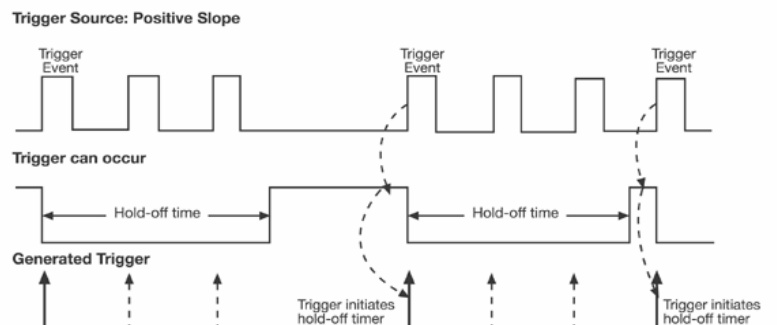 Trigger Source: Positive Slope
Trigger
Event
Trigger
Event
Trigger
Event
Trigger can occur
Hold-off time
Hold-off time
Generated Trigger
Trigger initiates
hold-off timer
Trigger initiates
hold-off timer